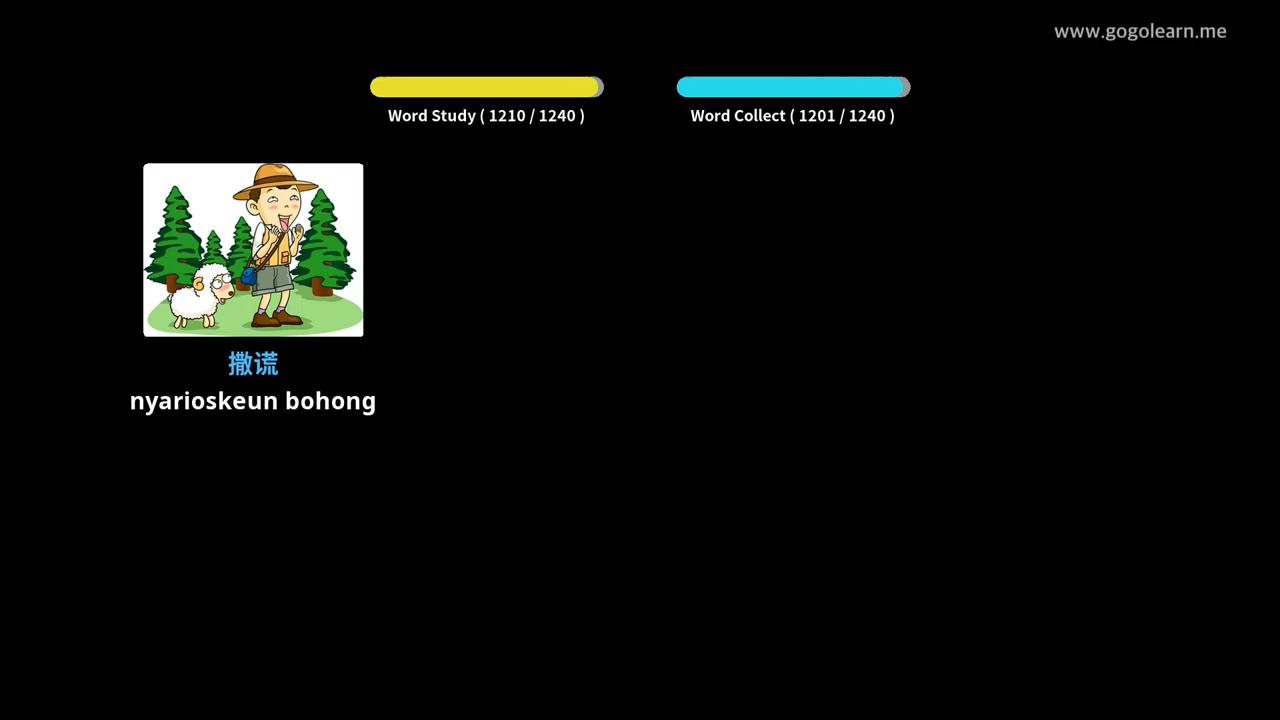 www.gogolearn.me
Word Study ( 1210 / 1240 )
Word Collect ( 1201 / 1240 )
撒谎
nyarioskeun bohong